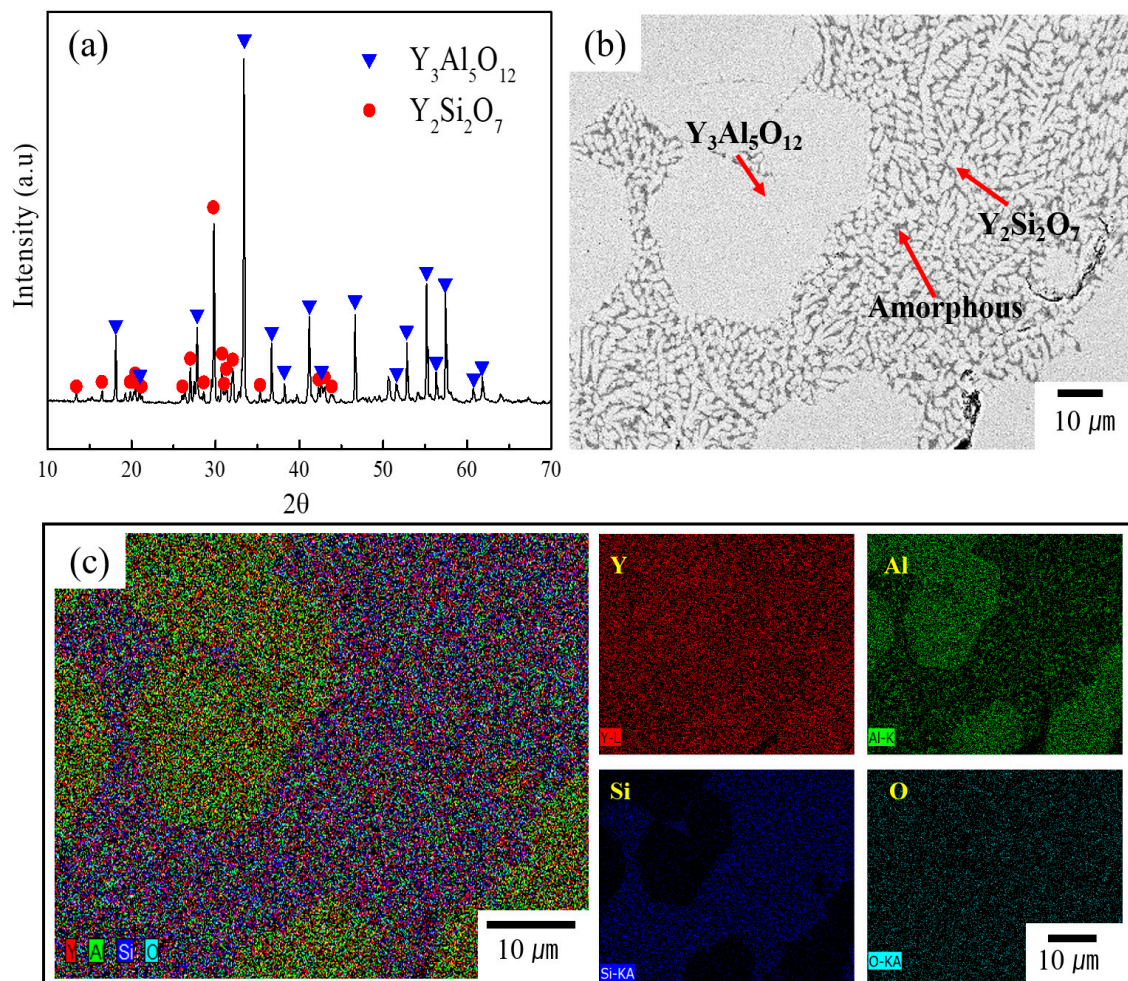 (a)
Y₃Al₅O₁₂
Y₂Si₂O₇
Intensity (a.u)
10 20 30 40 50 60 70
2θ
(b)
Y₃Al₅O₁₂
Y₂Si₂O₇
Amorphous
10 μm
(c)
Y A Si O
10 μm
Y
Y-L
Al
Al-K
Si
Si-KA
O
O-KA
10 μm